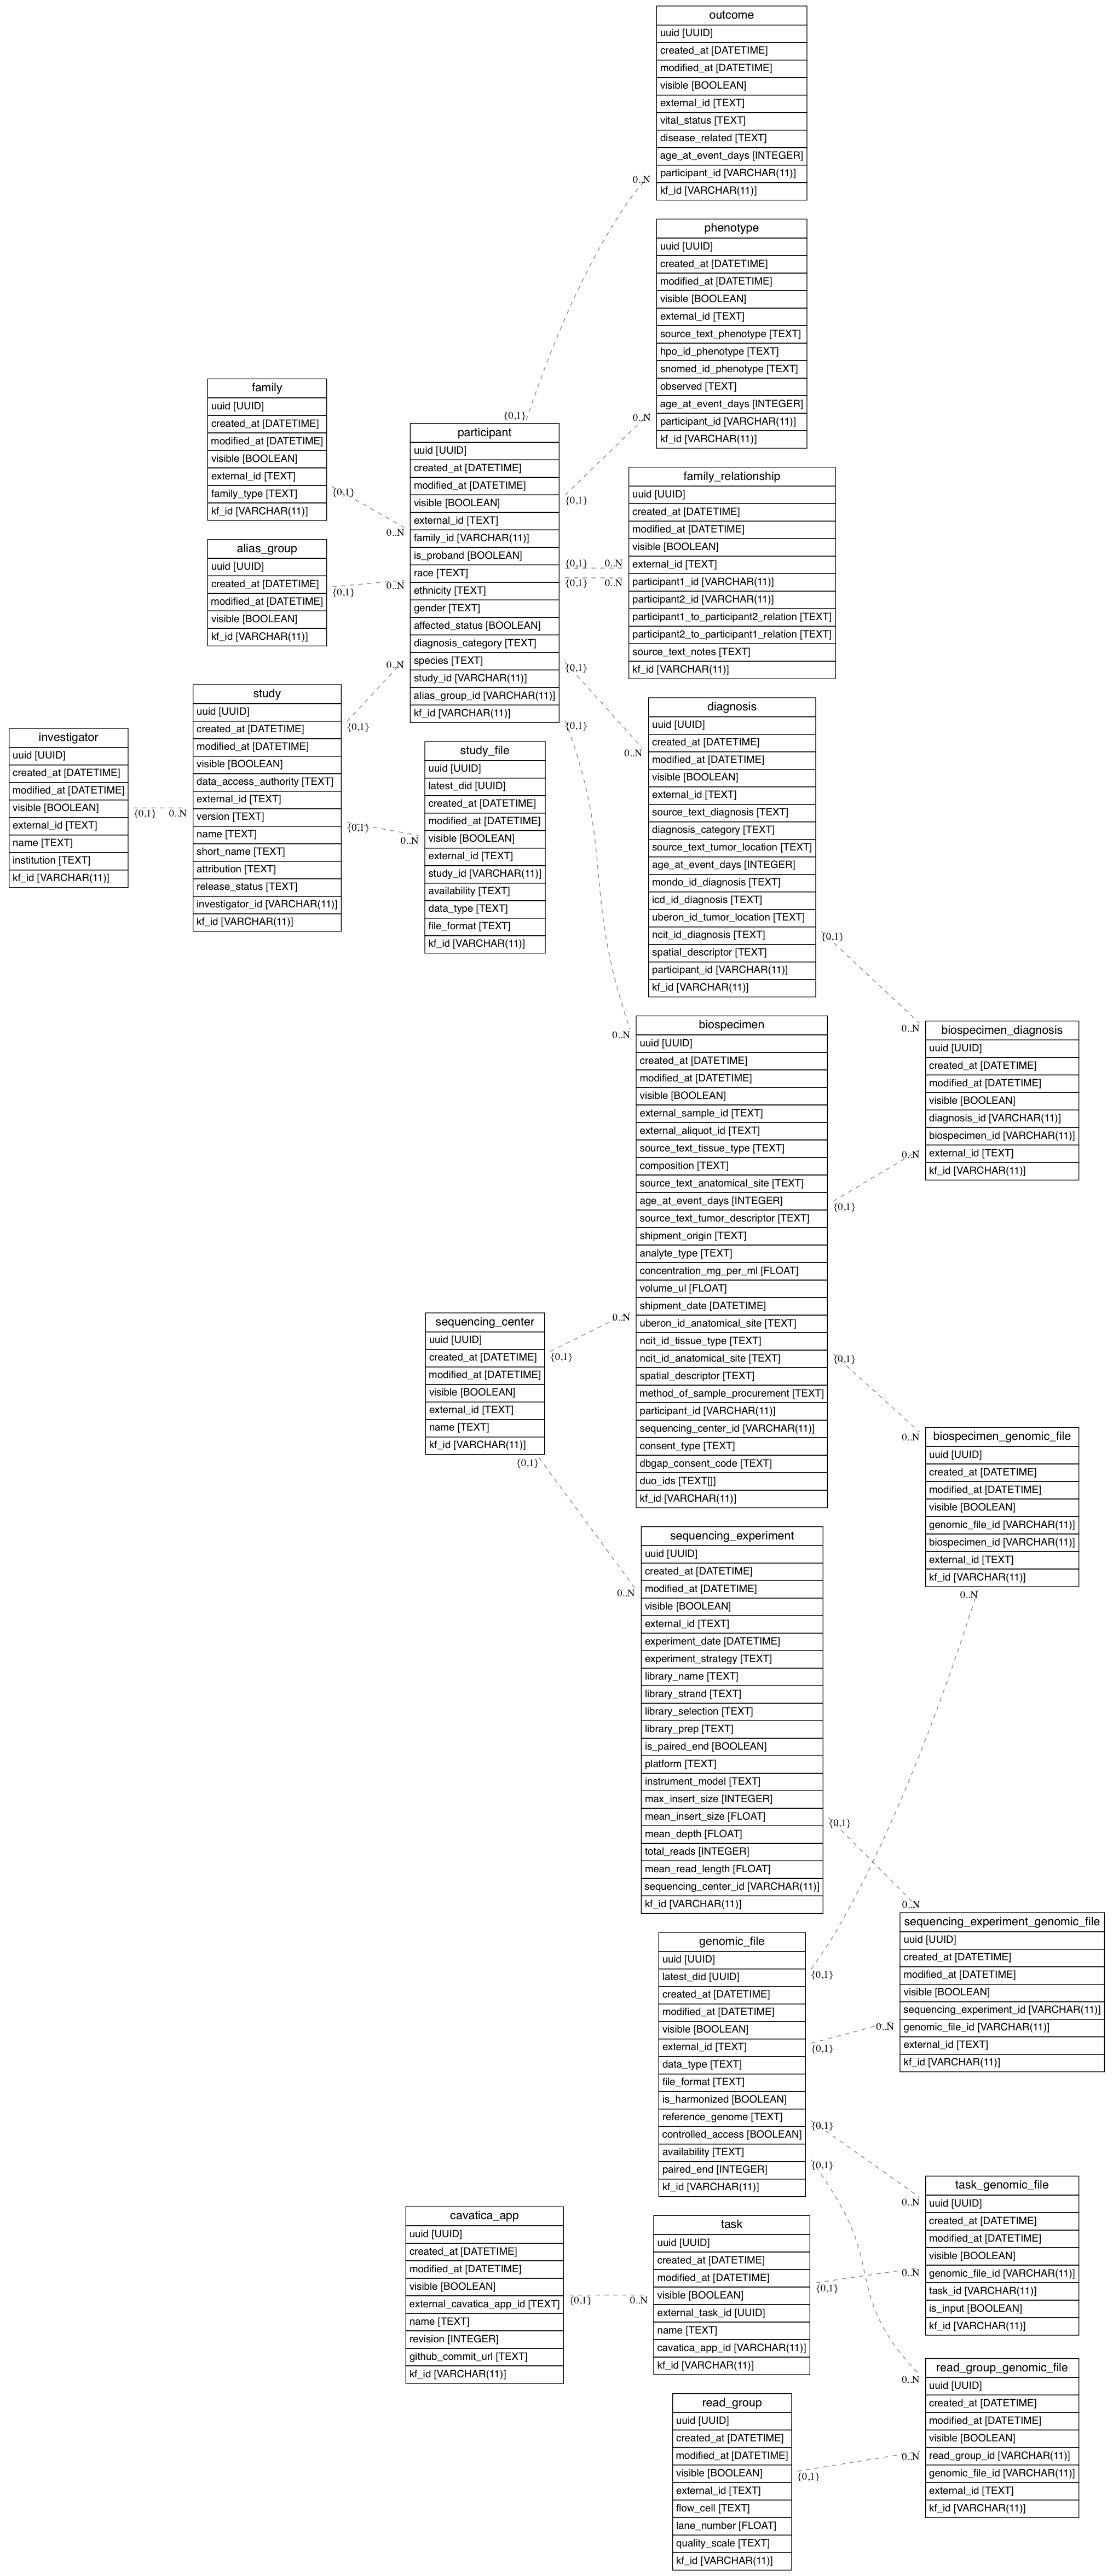 outcome
uuid [UUID]
created_at [DATETIME]
modified_at [DATETIME]
visible [BOOLEAN]
external_id [TEXT]
vital_status [TEXT]
disease_related [TEXT]
age_at_event_days [INTEGER]
participant_id [VARCHAR(11)]
kf_id [VARCHAR(11)]
0..N
{0,1}
phenotype
uuid [UUID]
created_at [DATETIME]
modified_at [DATETIME]
visible [BOOLEAN]
external_id [TEXT]
source_text_phenotype [TEXT]
hpo_id_phenotype [TEXT]
snomed_id_phenotype [TEXT]
observed [TEXT]
age_at_event_days [INTEGER]
participant_id [VARCHAR(11)]
kf_id [VARCHAR(11)]
0..N
{0,1}
family
uuid [UUID]
created_at [DATETIME]
modified_at [DATETIME]
visible [BOOLEAN]
external_id [TEXT]
family_type [TEXT]
kf_id [VARCHAR(11)]
{0,1}
0..N
participant
uuid [UUID]
created_at [DATETIME]
modified_at [DATETIME]
visible [BOOLEAN]
external_id [TEXT]
family_id [VARCHAR(11)]
is_proband [BOOLEAN]
race [TEXT]
ethnicity [TEXT]
gender [TEXT]
affected_status [BOOLEAN]
diagnosis_category [TEXT]
species [TEXT]
study_id [VARCHAR(11)]
alias_group_id [VARCHAR(11)]
kf_id [VARCHAR(11)]
family_relationship
uuid [UUID]
created_at [DATETIME]
modified_at [DATETIME]
visible [BOOLEAN]
external_id [TEXT]
participant1_id [VARCHAR(11)]
participant2_id [VARCHAR(11)]
participant1_to_participant2_relation [TEXT]
participant2_to_participant1_relation [TEXT]
source_text_notes [TEXT]
kf_id [VARCHAR(11)]
{0,1}
0..N
{0,1}
0..N
alias_group
uuid [UUID]
created_at [DATETIME]
modified_at [DATETIME]
visible [BOOLEAN]
kf_id [VARCHAR(11)]
{0,1}
0..N
study
uuid [UUID]
created_at [DATETIME]
modified_at [DATETIME]
visible [BOOLEAN]
data_access_authority [TEXT]
external_id [TEXT]
version [TEXT]
name [TEXT]
short_name [TEXT]
attribution [TEXT]
release_status [TEXT]
investigator_id [VARCHAR(11)]
kf_id [VARCHAR(11)]
0..N
{0,1}
{0,1}
0..N
investigator
uuid [UUID]
created_at [DATETIME]
modified_at [DATETIME]
visible [BOOLEAN]
external_id [TEXT]
name [TEXT]
institution [TEXT]
kf_id [VARCHAR(11)]
{0,1}
0..N
study_file
uuid [UUID]
latest_did [UUID]
created_at [DATETIME]
modified_at [DATETIME]
visible [BOOLEAN]
external_id [TEXT]
study_id [VARCHAR(11)]
availability [TEXT]
data_type [TEXT]
file_format [TEXT]
kf_id [VARCHAR(11)]
diagnosis
uuid [UUID]
created_at [DATETIME]
modified_at [DATETIME]
visible [BOOLEAN]
external_id [TEXT]
source_text_diagnosis [TEXT]
diagnosis_category [TEXT]
source_text_tumor_location [TEXT]
age_at_event_days [INTEGER]
mondo_id_diagnosis [TEXT]
icd_id_diagnosis [TEXT]
uberon_id_tumor_location [TEXT]
ncit_id_diagnosis [TEXT]
spatial_descriptor [TEXT]
participant_id [VARCHAR(11)]
kf_id [VARCHAR(11)]
{0,1}
0..N
{0,1}
0..N
{0,1}
0..N
biospecimen
uuid [UUID]
created_at [DATETIME]
modified_at [DATETIME]
visible [BOOLEAN]
external_sample_id [TEXT]
external_aliquot_id [TEXT]
source_text_tissue_type [TEXT]
composition [TEXT]
source_text_anatomical_site [TEXT]
age_at_event_days [INTEGER]
source_text_tumor_descriptor [TEXT]
shipment_origin [TEXT]
analyte_type [TEXT]
concentration_mg_per_ml [FLOAT]
volume_ul [FLOAT]
shipment_date [DATETIME]
uberon_id_anatomical_site [TEXT]
ncit_id_tissue_type [TEXT]
ncit_id_anatomical_site [TEXT]
spatial_descriptor [TEXT]
method_of_sample_procurement [TEXT]
participant_id [VARCHAR(11)]
sequencing_center_id [VARCHAR(11)]
consent_type [TEXT]
dbgap_consent_code [TEXT]
duo_ids [TEXT[]]
kf_id [VARCHAR(11)]
biospecimen_diagnosis
uuid [UUID]
created_at [DATETIME]
modified_at [DATETIME]
visible [BOOLEAN]
diagnosis_id [VARCHAR(11)]
biospecimen_id [VARCHAR(11)]
external_id [TEXT]
kf_id [VARCHAR(11)]
0..N
{0,1}
sequencing_center
uuid [UUID]
created_at [DATETIME]
modified_at [DATETIME]
visible [BOOLEAN]
external_id [TEXT]
name [TEXT]
kf_id [VARCHAR(11)]
0..N
{0,1}
{0,1}
0..N
{0,1}
0..N
biospecimen_genomic_file
uuid [UUID]
created_at [DATETIME]
modified_at [DATETIME]
visible [BOOLEAN]
genomic_file_id [VARCHAR(11)]
biospecimen_id [VARCHAR(11)]
external_id [TEXT]
kf_id [VARCHAR(11)]
0..N
sequencing_experiment
uuid [UUID]
created_at [DATETIME]
modified_at [DATETIME]
visible [BOOLEAN]
external_id [TEXT]
experiment_date [DATETIME]
experiment_strategy [TEXT]
library_name [TEXT]
library_strand [TEXT]
library_selection [TEXT]
library_prep [TEXT]
is_paired_end [BOOLEAN]
platform [TEXT]
instrument_model [TEXT]
max_insert_size [INTEGER]
mean_insert_size [FLOAT]
mean_depth [FLOAT]
total_reads [INTEGER]
mean_read_length [FLOAT]
sequencing_center_id [VARCHAR(11)]
kf_id [VARCHAR(11)]
{0,1}
0..N
sequencing_experiment_genomic_file
uuid [UUID]
created_at [DATETIME]
modified_at [DATETIME]
visible [BOOLEAN]
sequencing_experiment_id [VARCHAR(11)]
genomic_file_id [VARCHAR(11)]
external_id [TEXT]
kf_id [VARCHAR(11)]
genomic_file
uuid [UUID]
latest_did [UUID]
created_at [DATETIME]
modified_at [DATETIME]
visible [BOOLEAN]
external_id [TEXT]
data_type [TEXT]
file_format [TEXT]
is_harmonized [BOOLEAN]
reference_genome [TEXT]
controlled_access [BOOLEAN]
availability [TEXT]
paired_end [INTEGER]
kf_id [VARCHAR(11)]
{0,1}
0..N
{0,1}
{0,1}
{0,1}
0..N
task_genomic_file
uuid [UUID]
created_at [DATETIME]
modified_at [DATETIME]
visible [BOOLEAN]
genomic_file_id [VARCHAR(11)]
task_id [VARCHAR(11)]
is_input [BOOLEAN]
kf_id [VARCHAR(11)]
cavatica_app
uuid [UUID]
created_at [DATETIME]
modified_at [DATETIME]
visible [BOOLEAN]
external_cavatica_app_id [TEXT]
name [TEXT]
revision [INTEGER]
github_commit_url [TEXT]
kf_id [VARCHAR(11)]
{0,1}
0..N
task
uuid [UUID]
created_at [DATETIME]
modified_at [DATETIME]
visible [BOOLEAN]
external_task_id [UUID]
name [TEXT]
cavatica_app_id [VARCHAR(11)]
kf_id [VARCHAR(11)]
{0,1}
0..N
0..N
read_group_genomic_file
uuid [UUID]
created_at [DATETIME]
modified_at [DATETIME]
visible [BOOLEAN]
read_group_id [VARCHAR(11)]
genomic_file_id [VARCHAR(11)]
external_id [TEXT]
kf_id [VARCHAR(11)]
read_group
uuid [UUID]
created_at [DATETIME]
modified_at [DATETIME]
visible [BOOLEAN]
external_id [TEXT]
flow_cell [TEXT]
lane_number [FLOAT]
quality_scale [TEXT]
kf_id [VARCHAR(11)]
{0,1}
0..N